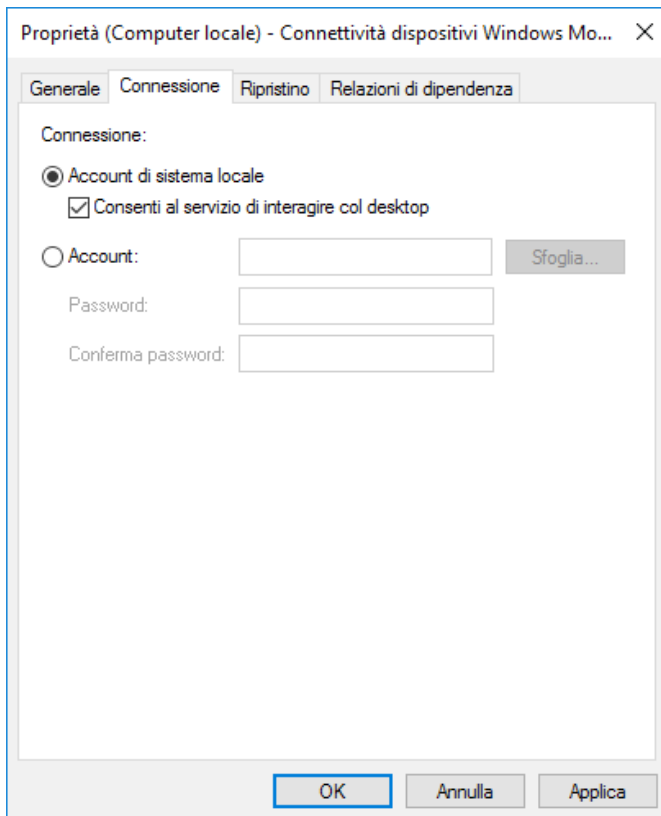 Proprietà (Computer locale) - Connettività dispositivi Windows Mo...
Generale Connessione Ripristino Relazioni di dipendenza
Connessione:
Account di sistema locale
Consenti al servizio di interagire col desktop
Account: Sfoglia...
Password:
Conferma password:
OK Annulla Applica